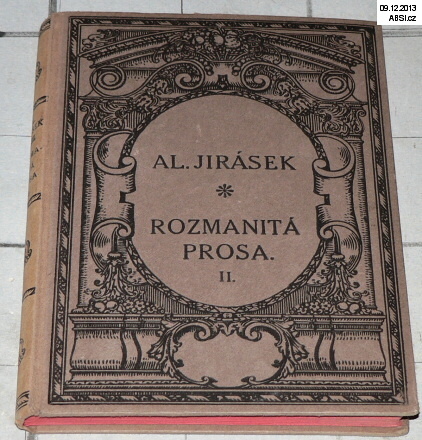 09.12.2013
ABSI.cz
AL. JIRÁSEK
*
ROZMANITÁ
PROSA.
II.